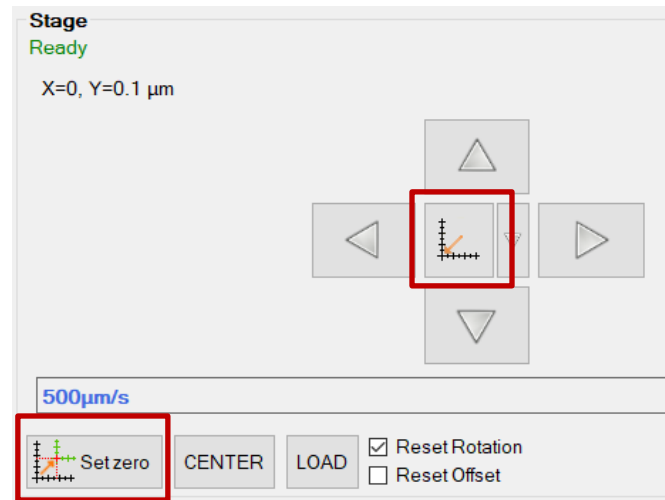 Stage
Ready
X=0, Y=0.1 µm
500µm/s
Set zero
CENTER
LOAD
Reset Rotation
Reset Offset